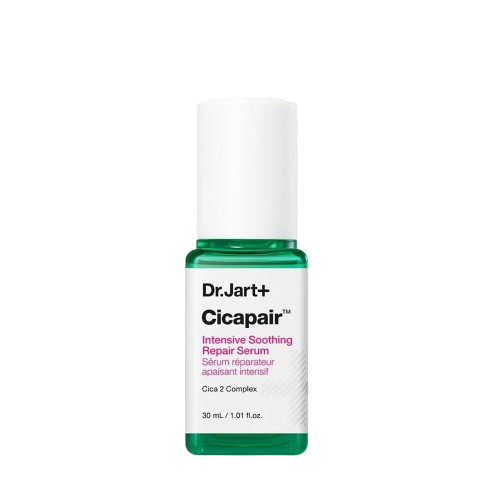 Dr.Jart+
Cicapair™
Intensive Soothing
Repair Serum
Sérum réparateur
apaisant intensif
Cica 2 Complex
30 mL / 1.01 fl.oz.